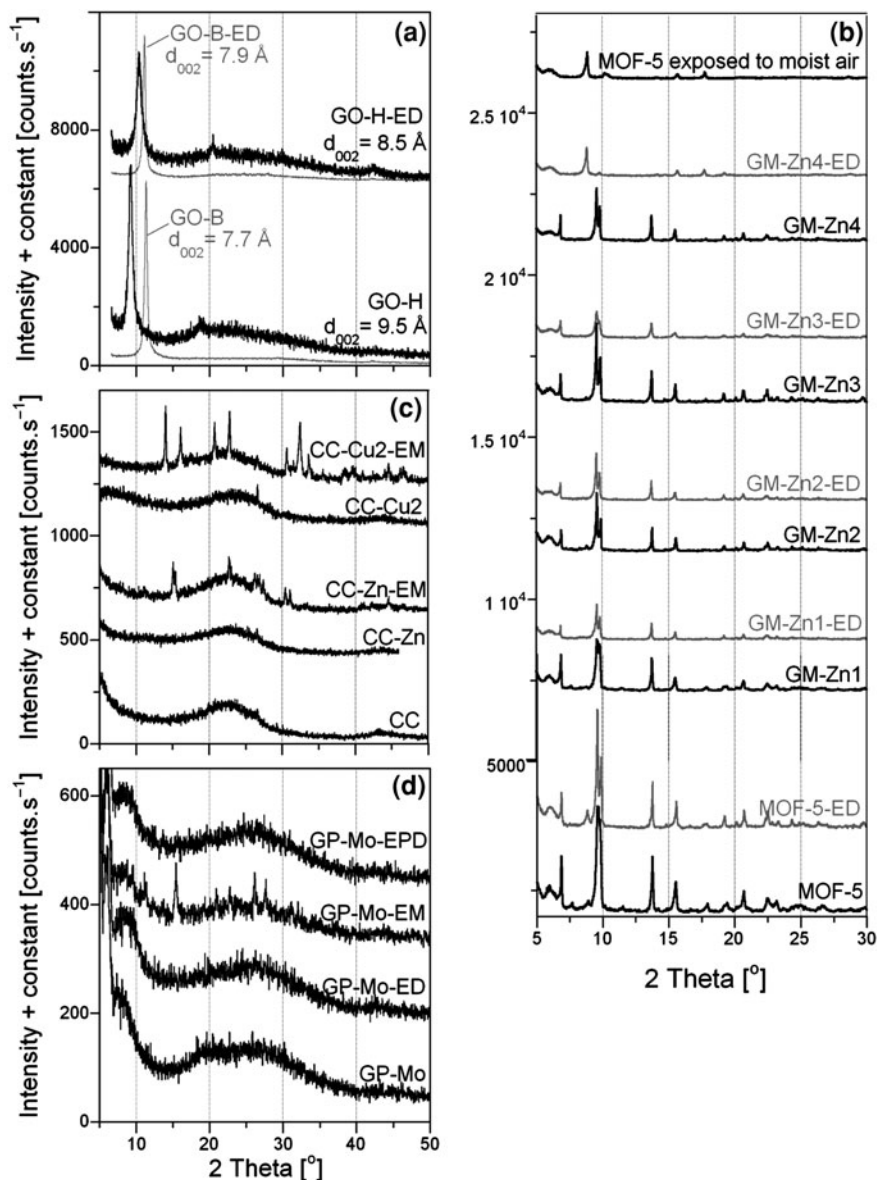 (a)
GO-B-ED
d002 = 7.9 Å
GO-H-ED
d002 = 8.5 Å
GO-B
d002 = 7.7 Å
GO-H
d002 = 9.5 Å
8000
4000
0
Intensity + constant [counts.s⁻¹]
(c)
CC-Cu2-EM
CC-Cu2
CC-Zn-EM
CC-Zn
CC
1500
1000
500
0
10 20 30 40 50
(d)
GP-Mo-EPD
GP-Mo-EM
GP-Mo-ED
GP-Mo
600
400
200
0
Intensity + constant [counts.s⁻¹]
10 20 30 40 50
2 Theta [°]
(b)
MOF-5 exposed to moist air
GM-Zn4-ED
GM-Zn4
GM-Zn3-ED
GM-Zn3
GM-Zn2-ED
GM-Zn2
GM-Zn1-ED
GM-Zn1
MOF-5-ED
MOF-5
2.5 10⁴
2 10⁴
1.5 10⁴
1 10⁴
5000
5 10 15 20 25 30
2 Theta [°]